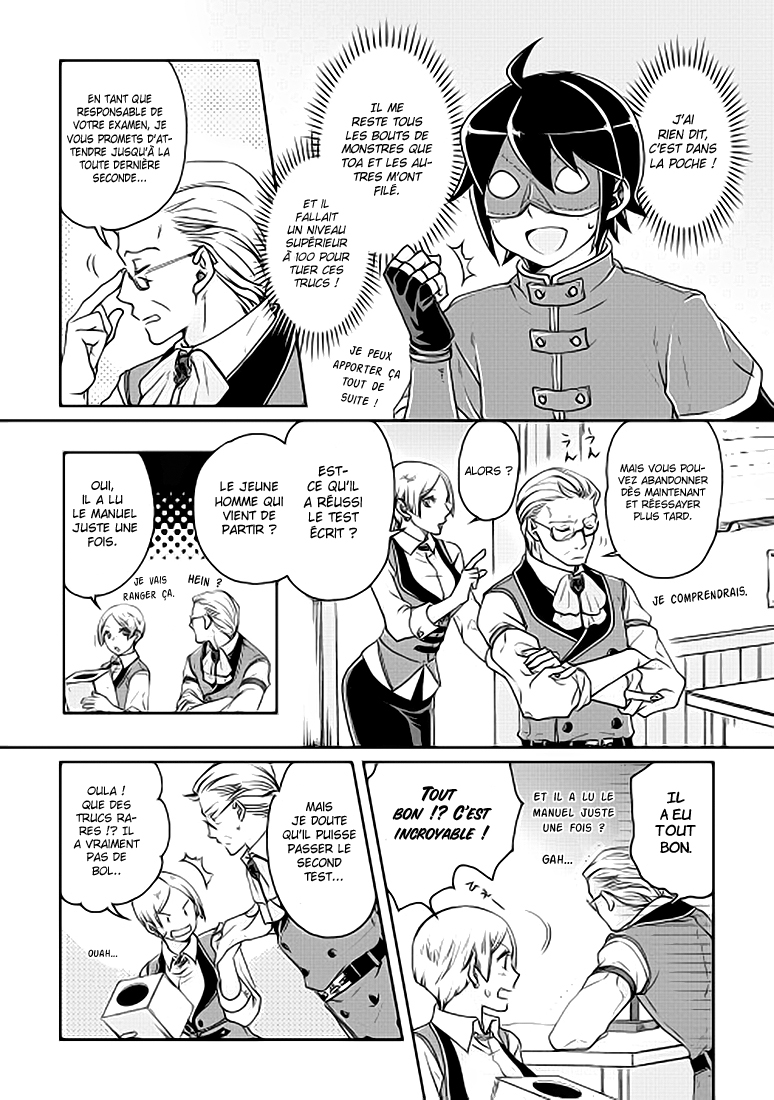 J'AI
RIEN DIT,
C'EST DANS
LA POCHE !
IL ME
RESTE TOUS
LES BOUTS DE
MONSTRES QUE
TOA ET LES AU-
TRES M'ONT
FILÉ.
ET IL
FALLAIT
UN NIVEAU
SUPÉRIEUR
À 100 POUR
TUER CES
TRUCS !
JE PEUX
APPORTER ÇA
TOUT DE
SUITE !
EN TANT QUE
RESPONSABLE DE
VOTRE EXAMEN, JE
VOUS PROMETS D'AT-
TENDRE JUSQU'À LA
TOUTE DERNIÈRE
SECONDE...
MAIS VOUS POU-
VEZ ABANDONNER
DÈS MAINTENANT
ET RÉESSAYER
PLUS TARD.
うんうん
JE COMPRENDRAIS.
ALORS ?
EST-
CE QU'IL
A RÉUSSI
LE TEST
ÉCRIT ?
LE JEUNE
HOMME QUI
VIENT DE
PARTIR ?
OUI,
IL A LU
LE MANUEL
JUSTE UNE
FOIS.
HEIN ?
JE VAIS
RANGER ÇA.
IL
A EU
TOUT
BON.
ET IL A LU LE
MANUEL JUSTE
UNE FOIS ?
GAH...
TOUT
BON !? C'EST
INCROYABLE !
MAIS
JE DOUTE
QU'IL PUISSE
PASSER LE
SECOND
TEST...
OULA !
QUE DES
TRUCS RA-
RES !? IL
A VRAIMENT
PAS DE
BOL..
OUAH...